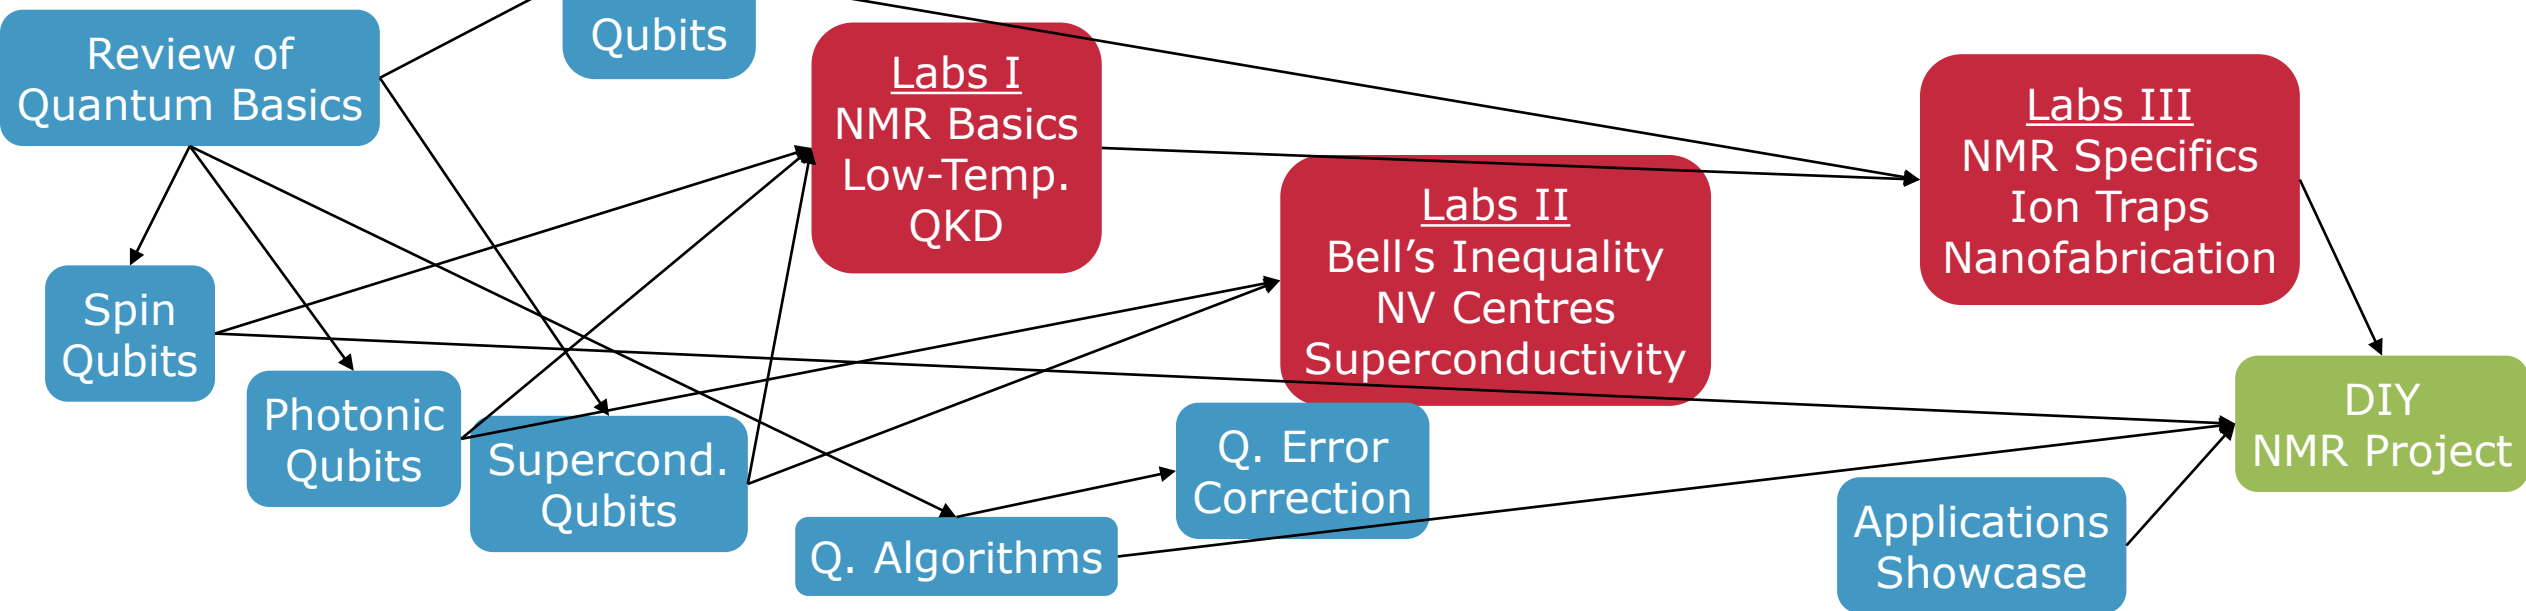 Review of
Quantum Basics
Qubits
Labs I
NMR Basics
Low-Temp.
QKD
Labs II
Bell’s Inequality
NV Centres
Superconductivity
Labs III
NMR Specifics
Ion Traps
Nanofabrication
Spin
Qubits
Photonic
Qubits
Supercond.
Qubits
Q. Algorithms
Q. Error
Correction
Applications
Showcase
DIY
NMR Project